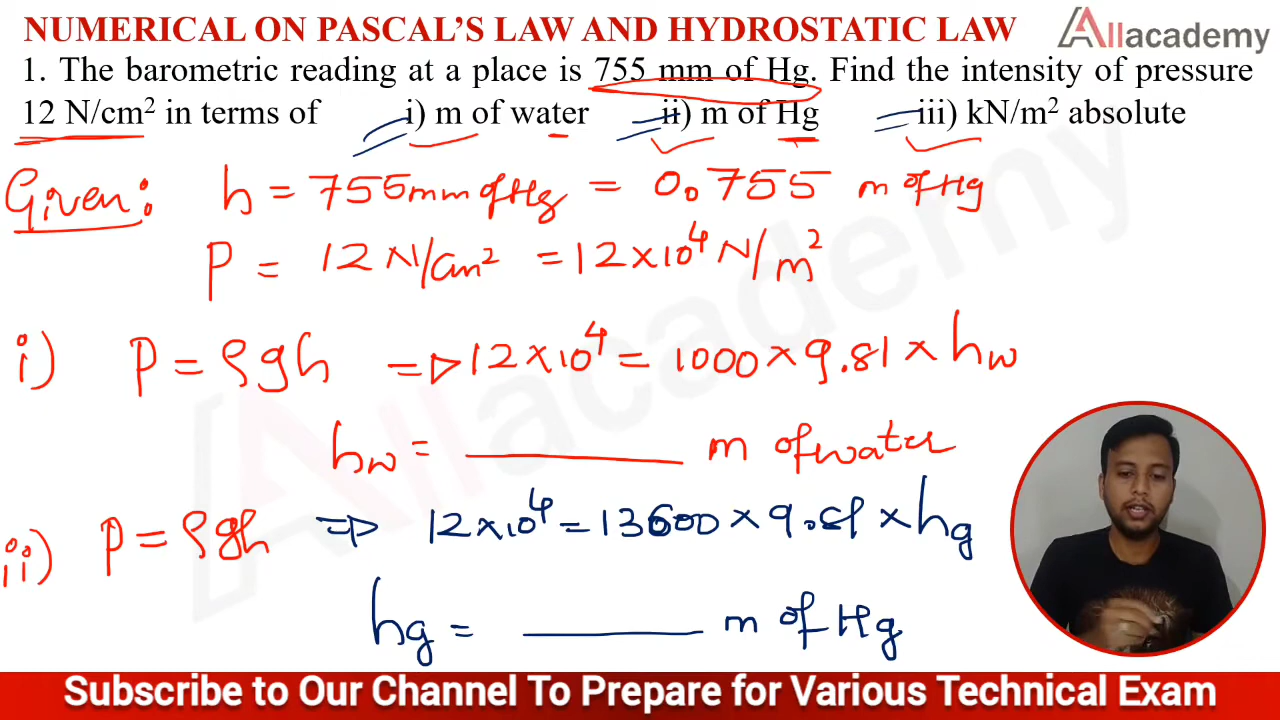 NUMERICAL ON PASCAL'S LAW AND HYDROSTATIC LAW
Allacademy
1. The barometric reading at a place is 755 mm of Hg. Find the intensity of pressure
12 N/cm² in terms of i) m of water ii) m of Hg iii) kN/m² absolute
Given: h = 755 mm of Hg = 0.755 m of Hg
P = 12 N/cm² = 12×10⁴ N/m²
i) P = ρgh => 12×10⁴ = 1000 × 9.81 × hw
hw = ______ m of water
ii) P = ρgh => 12×10⁴ = 13600 × 9.81 × hg
hg = ______ m of Hg
Allacademy
Subscribe to Our Channel To Prepare for Various Technical Exam